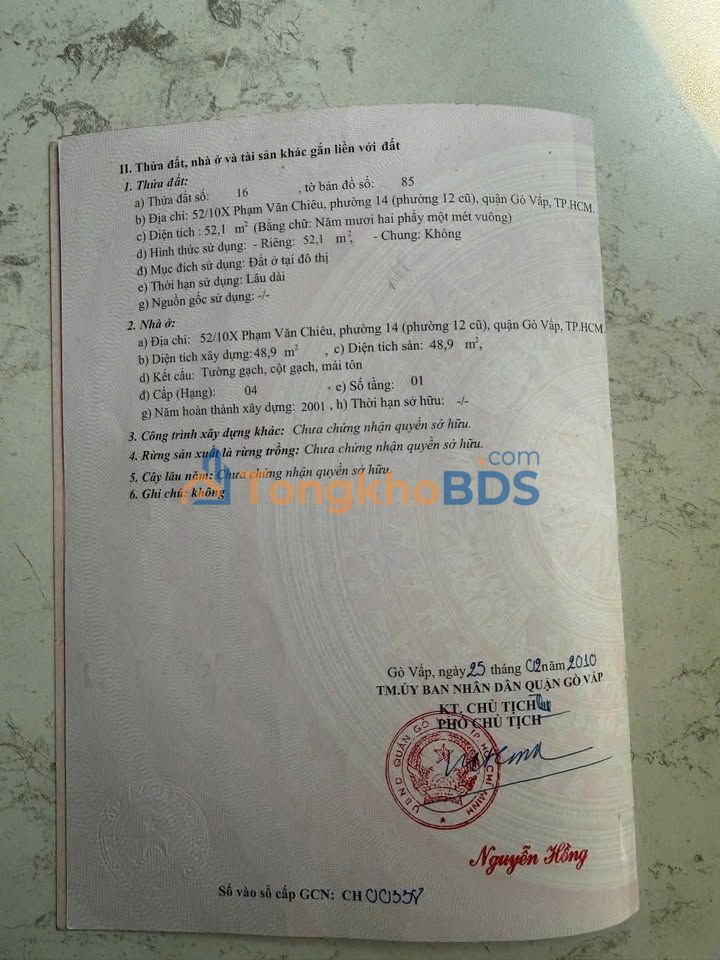 II. Thửa đất, nhà ở và tài sản khác gắn liền với đất
1. Thửa đất:
a) Thửa đất số: 16 , tờ bản đồ số: 85
b) Địa chỉ: 52/10X Phạm Văn Chiêu, phường 14 (phường 12 cũ), quận Gò Vấp, TP.HCM.
c) Diện tích : 52,1 m² (Bằng chữ: Năm mươi hai phẩy một mét vuông)
d) Hình thức sử dụng: - Riêng: 52,1 m², - Chung: Không
đ) Mục đích sử dụng: Đất ở tại đô thị
e) Thời hạn sử dụng: Lâu dài
g) Nguồn gốc sử dụng: -/-
2. Nhà ở:
a) Địa chỉ: 52/10X Phạm Văn Chiêu, phường 14 (phường 12 cũ), quận Gò Vấp, TP.HCM.
b) Diện tích xây dựng: 48,9 m² , c) Diện tích sàn: 48,9 m²,
d) Kết cấu: Tường gạch, cột gạch, mái tôn
đ) Cấp (Hạng): 04 , e) Số tầng: 01
g) Năm hoàn thành xây dựng: 2001 , h) Thời hạn sở hữu: -/-
3. Công trình xây dựng khác: Chưa chứng nhận quyền sở hữu.
4. Rừng sản xuất là rừng trồng: Chưa chứng nhận quyền sở hữu.
5. Cây lâu năm: Chưa chứng nhận quyền sở hữu.
6. Ghi chú: không
TongkhoBDS.com
Gò Vấp, ngày 25 tháng 02 năm 2010
TM.ỦY BAN NHÂN DÂN QUẬN GÒ VẤP
KT. CHỦ TỊCH
PHÓ CHỦ TỊCH
U.B.N.D QUẬN GÒ TP. HỒ CHÍ MINH
Nguyễn Hồng
Số vào sổ cấp GCN: CH 00338